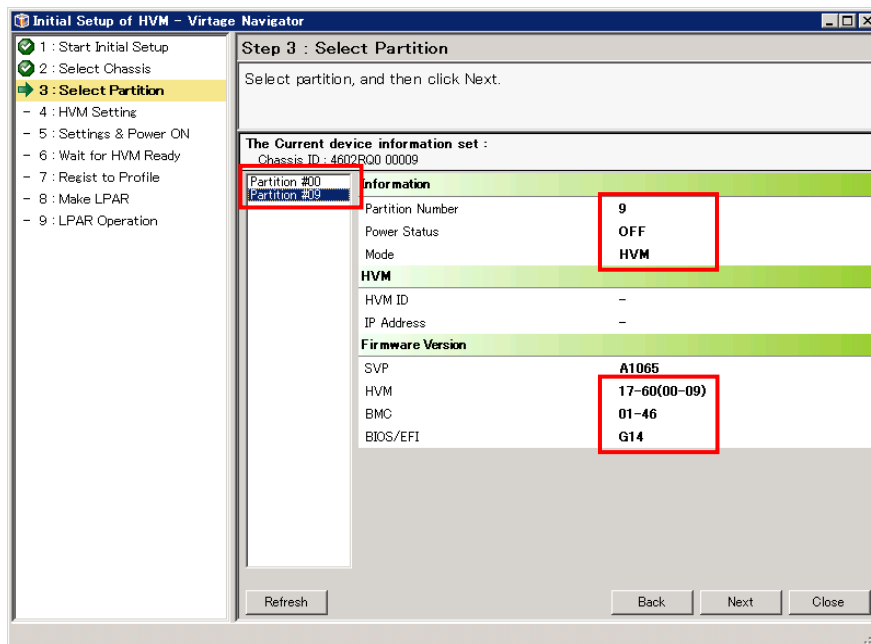 Initial Setup of HVM - Virtage Navigator
1 : Start Initial Setup
2 : Select Chassis
3 : Select Partition
- 4 : HVM Setting
- 5 : Settings & Power ON
- 6 : Wait for HVM Ready
- 7 : Regist to Profile
- 8 : Make LPAR
- 9 : LPAR Operation
Step 3 : Select Partition
Select partition, and then click Next.
The Current device information set :
Chassis ID : 4602RQ0 00009
Partition #00
Partition #09
Information
Partition Number 9
Power Status OFF
Mode HVM
HVM
HVM ID -
IP Address -
Firmware Version
SVP A1065
HVM 17-60(00-09)
BMC 01-46
BIOS/EFI G14
Refresh Back Next Close